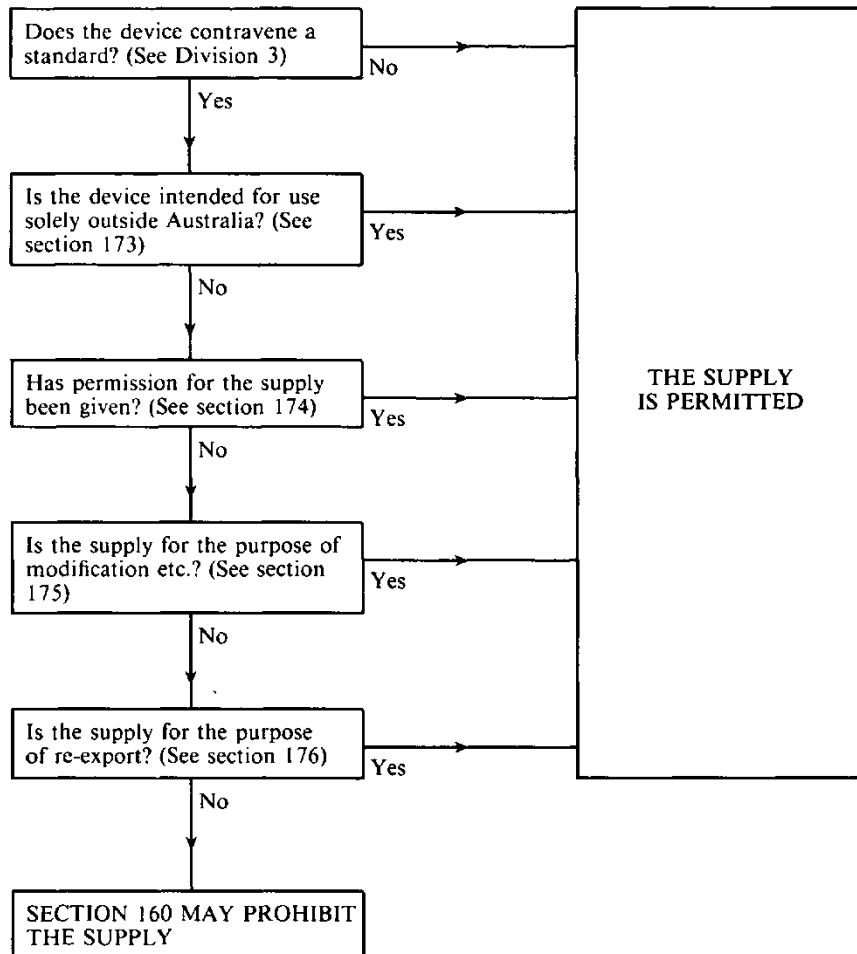 Does the device contravene a
standard? (See Division 3)
No
Yes
Is the device intended for use
solely outside Australia? (See
section 173)
Yes
No
Has permission for the supply
been given? (See section 174)
Yes
No
THE SUPPLY
IS PERMITTED
Is the supply for the purpose of
modification etc.? (See section
175)
Yes
No
Is the supply for the purpose
of re-export? (See section 176)
Yes
No
SECTION 160 MAY PROHIBIT
THE SUPPLY